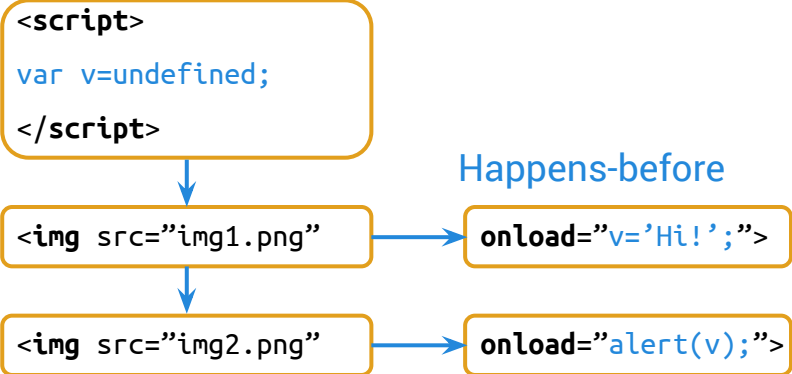 <script>
var v=undefined;
</script>
Happens-before
<img src=”img1.png”
onload=”v=’Hi!’;”>
<img src=”img2.png”
onload=”alert(v);”>